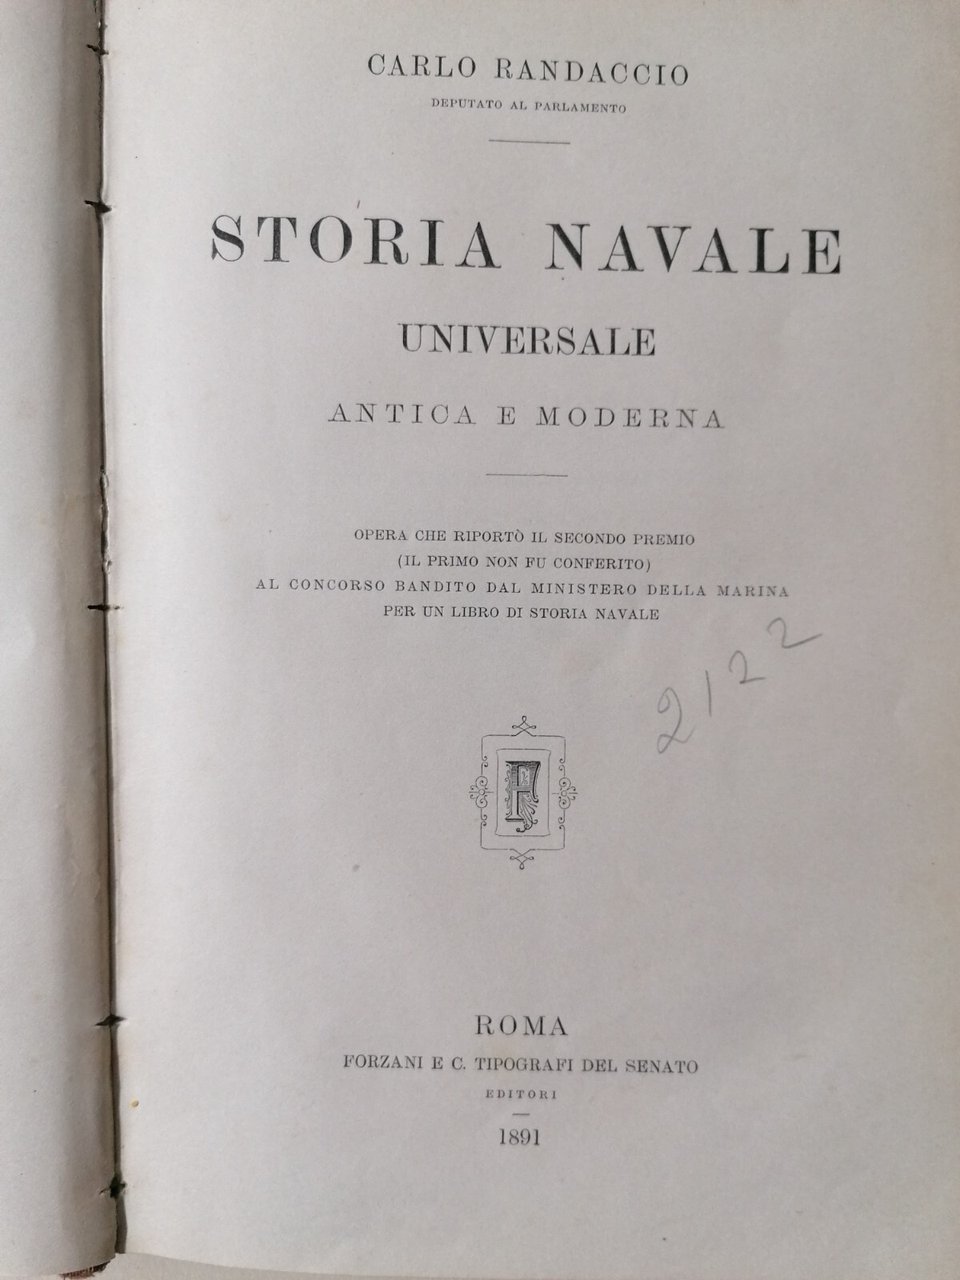 CARLO RANDACCIO
DEPUTATO AL PARLAMENTO
STORIA NAVALE
UNIVERSALE
ANTICA E MODERNA
OPERA CHE RIPORTÒ IL SECONDO PREMIO
(IL PRIMO NON FU CONFERITO)
AL CONCORSO BANDITO DAL MINISTERO DELLA MARINA
PER UN LIBRO DI STORIA NAVALE
2122
F
ROMA
FORZANI E C. TIPOGRAFI DEL SENATO
EDITORI
1891